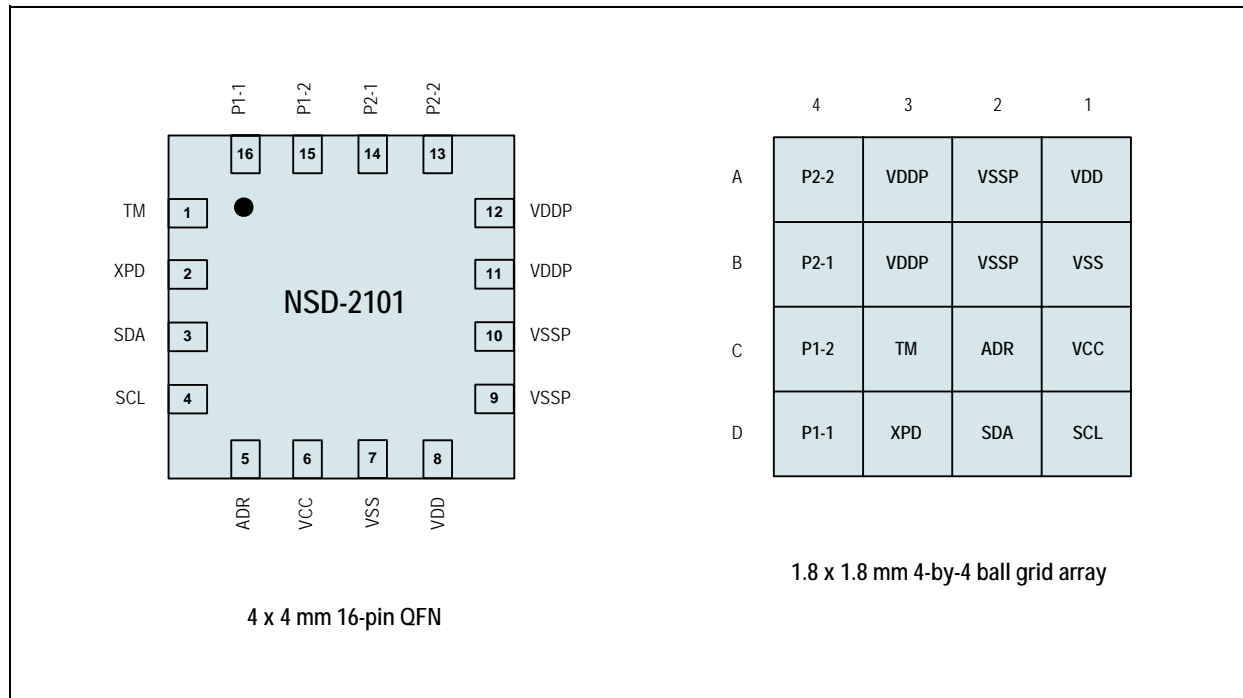 P1-1 P1-2 P2-1 P2-2
16 15 14 13
TM 1 12 VDDP
XPD 2 11 VDDP
NSD-2101
SDA 3 10 VSSP
SCL 4 9 VSSP
5 6 7 8
ADR VCC VSS VDD
4 x 4 mm 16-pin QFN
4 3 2 1
A P2-2 VDDP VSSP VDD
B P2-1 VDDP VSSP VSS
C P1-2 TM ADR VCC
D P1-1 XPD SDA SCL
1.8 x 1.8 mm 4-by-4 ball grid array